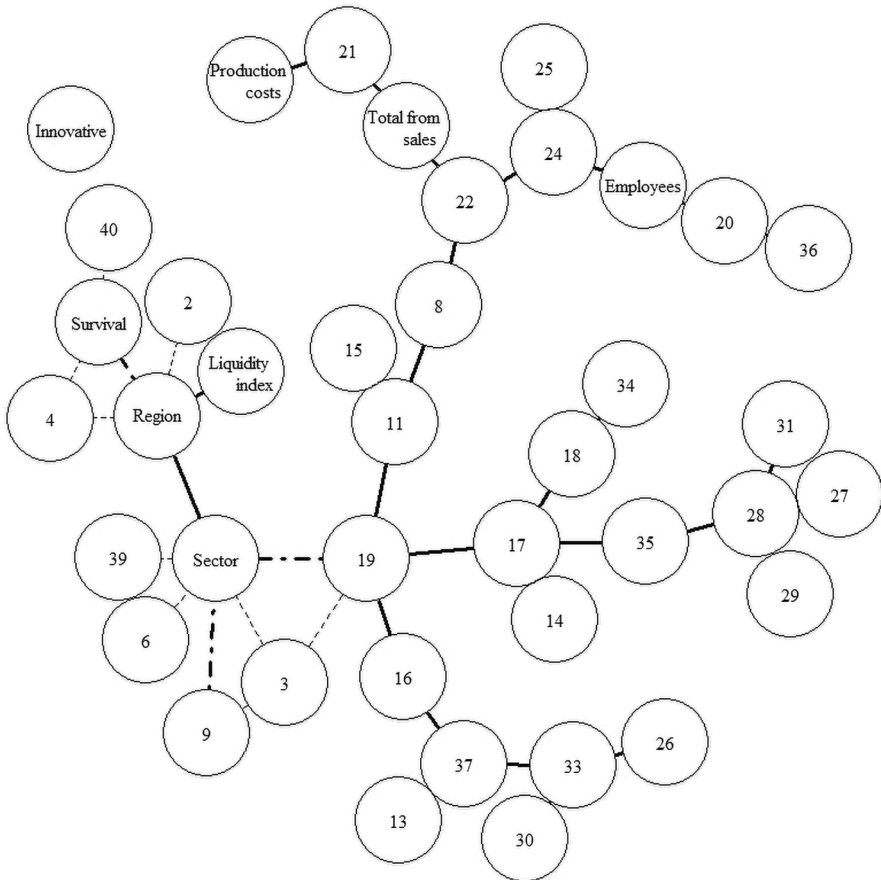 21
Production
costs
25
Total from
sales
Innovative
24
Employees
22
20
36
40
8
2
Survival
15
Liquidity
index
34
4
Region
11
31
18
27
28
39
Sector
19
17
35
29
14
6
3
16
9
26
37
33
13
30